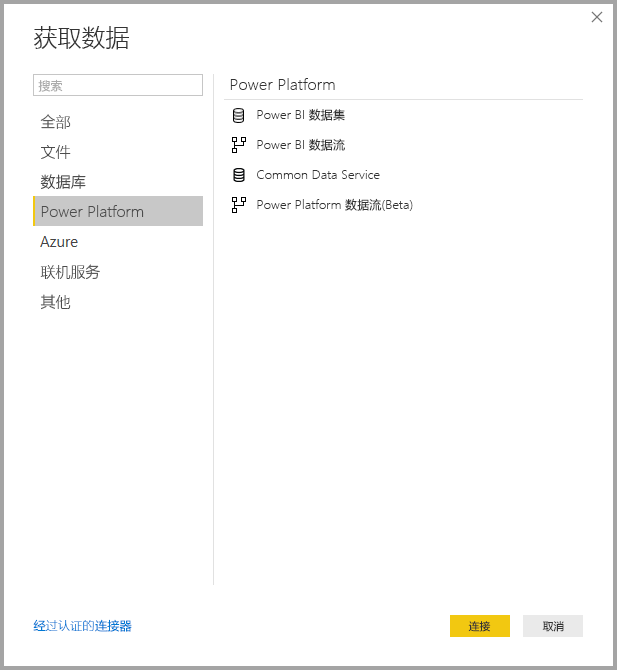 获取数据
搜索
全部
文件
数据库
Power Platform
Azure
联机服务
其他
Power Platform
Power BI 数据集
Power BI 数据流
Common Data Service
Power Platform 数据流(Beta)
经过认证的连接器
连接
取消